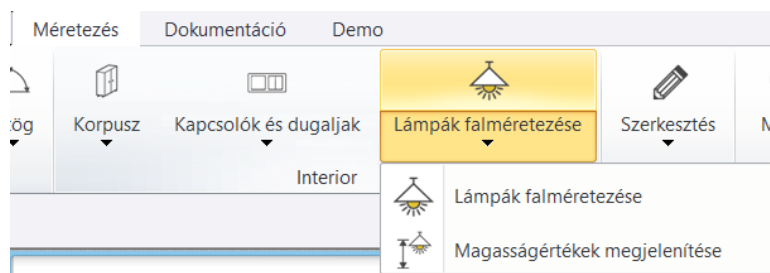 Méretezés Dokumentáció Demo
Korpusz Kapcsolók és dugaljak Lámpák falméretezése Szerkesztés
Interior
Lámpák falméretezése
Magasságértékek megjelenítése